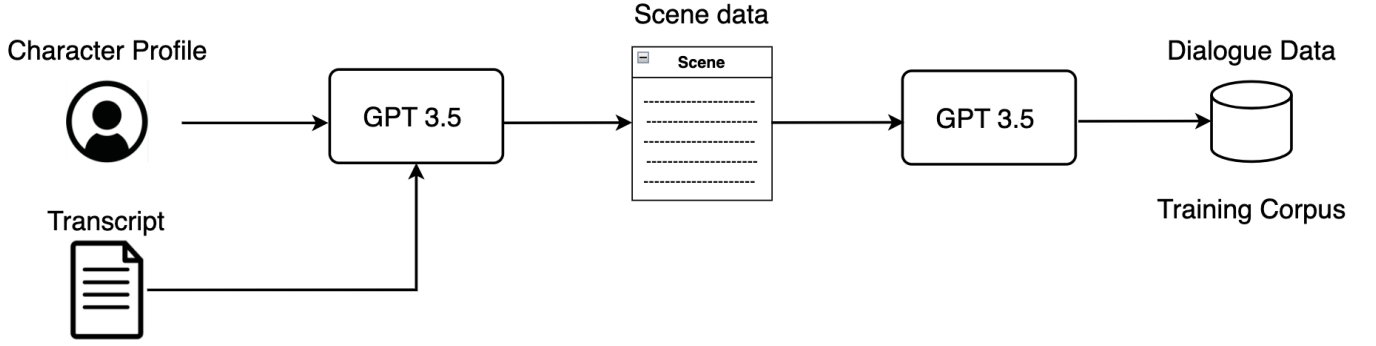 Scene data
Character Profile
Scene
Dialogue Data
GPT 3.5
GPT 3.5
Transcript
Training Corpus